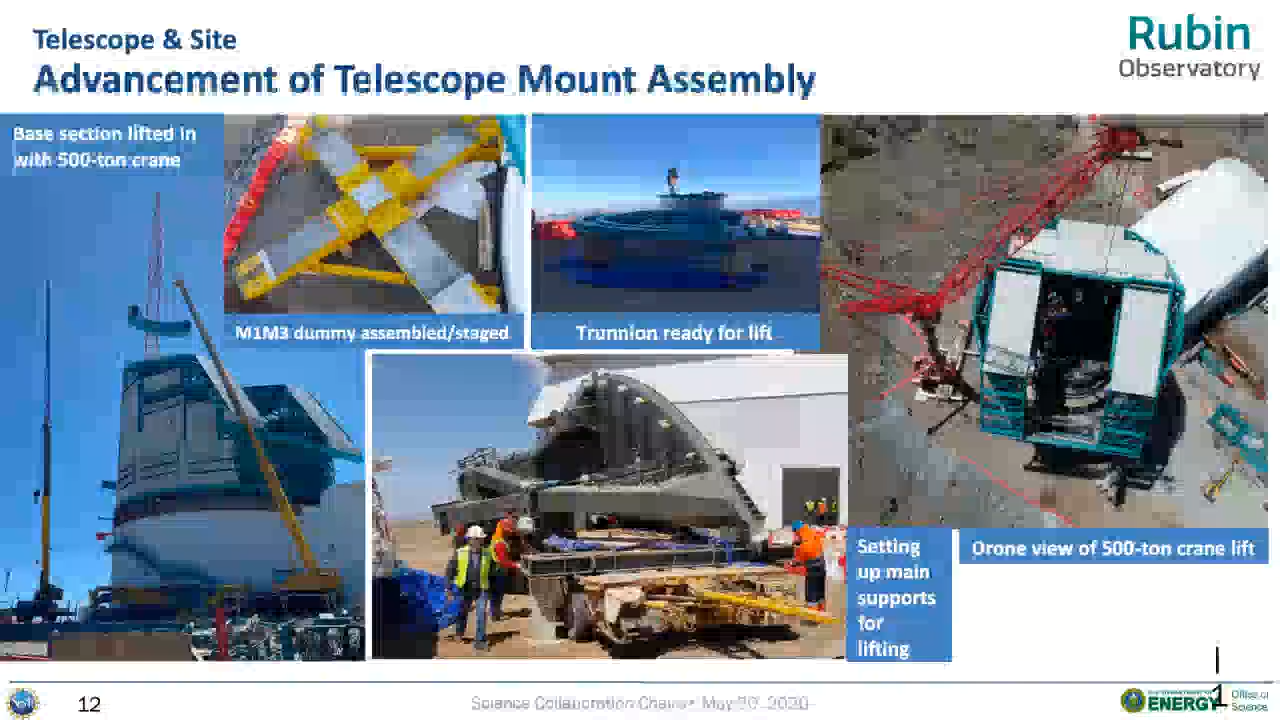 Telescope & Site
Advancement of Telescope Mount Assembly
Rubin
Observatory
Base section lifted in
with 500-ton crane
M1M3 dummy assembled/staged
Trunnion ready for lift
Setting
up main
supports
for
lifting
Drone view of 500-ton crane lift
12
Science Collaboration Chairs
2020
1
ENERGY
Office of
Science